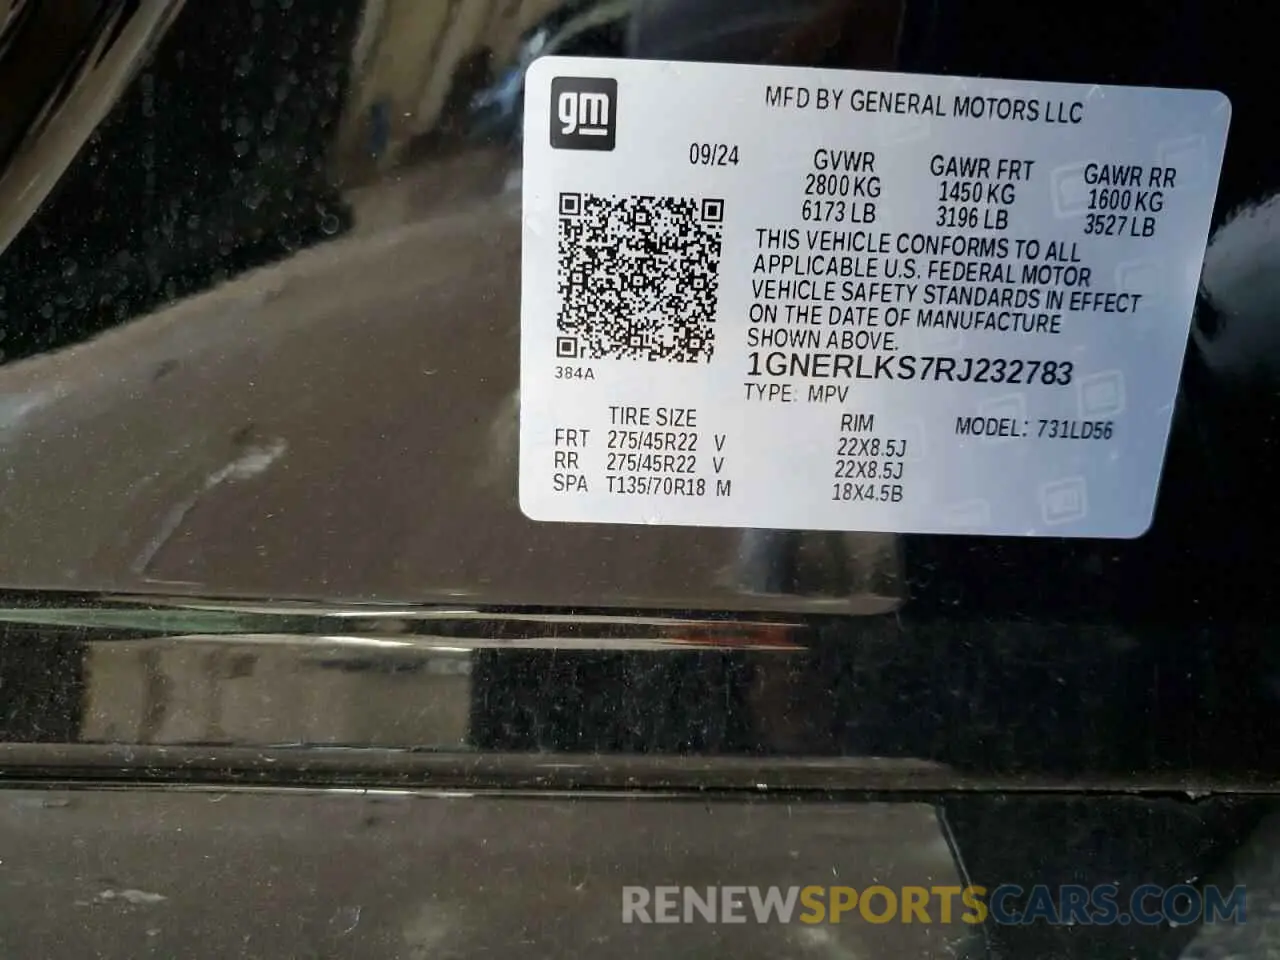 gm
MFD BY GENERAL MOTORS LLC
09/24 GVWR GAWR FRT GAWR RR
2800 KG 1450 KG 1600 KG
6173 LB 3196 LB 3527 LB
THIS VEHICLE CONFORMS TO ALL
APPLICABLE U.S. FEDERAL MOTOR
VEHICLE SAFETY STANDARDS IN EFFECT
ON THE DATE OF MANUFACTURE
SHOWN ABOVE.
384A
1GNERLKS7RJ232783
TYPE: MPV
TIRE SIZE RIM MODEL: 731LD56
FRT 275/45R22 V 22X8.5J
RR 275/45R22 V 22X8.5J
SPA T135/70R18 M 18X4.5B
RENEWSPORTSCARS.COM